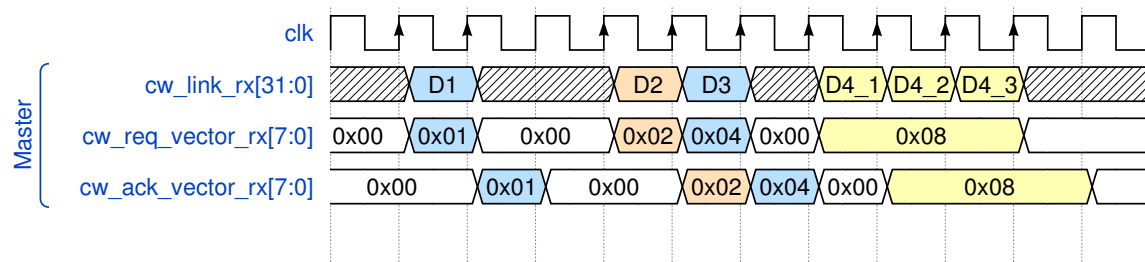 clk
Master
cw_link_rx[31:0] D1 D2 D3 D4_1 D4_2 D4_3
cw_req_vector_rx[7:0] 0x00 0x01 0x00 0x02 0x04 0x00 0x08
cw_ack_vector_rx[7:0] 0x00 0x01 0x00 0x02 0x04 0x00 0x08